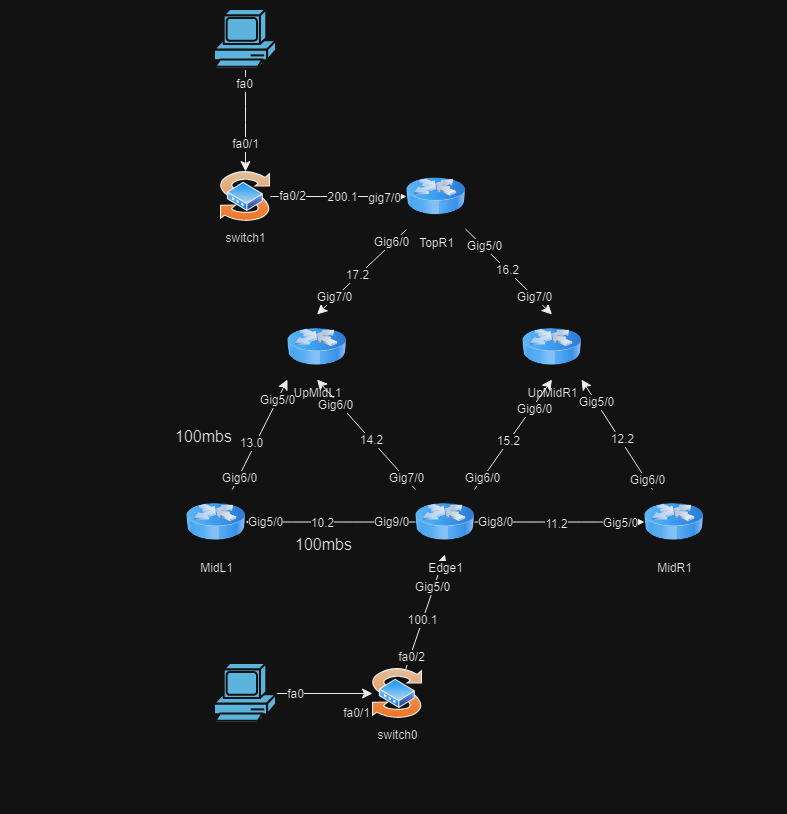 fa0
fa0/1
fa0/2
200.1
gig7/0
switch1
TopR1
Gig6/0
Gig5/0
17.2
16.2
Gig7/0
Gig7/0
UpMidL1
UpMidR1
Gig5/0
Gig6/0
Gig6/0
Gig5/0
100mbs
13.0
14.2
15.2
12.2
Gig6/0
Gig7/0
Gig6/0
Gig6/0
Gig5/0
10.2
Gig9/0
Gig8/0
11.2
Gig5/0
100mbs
MidL1
Edge1
MidR1
Gig5/0
100.1
fa0/2
fa0
fa0/1
switch0